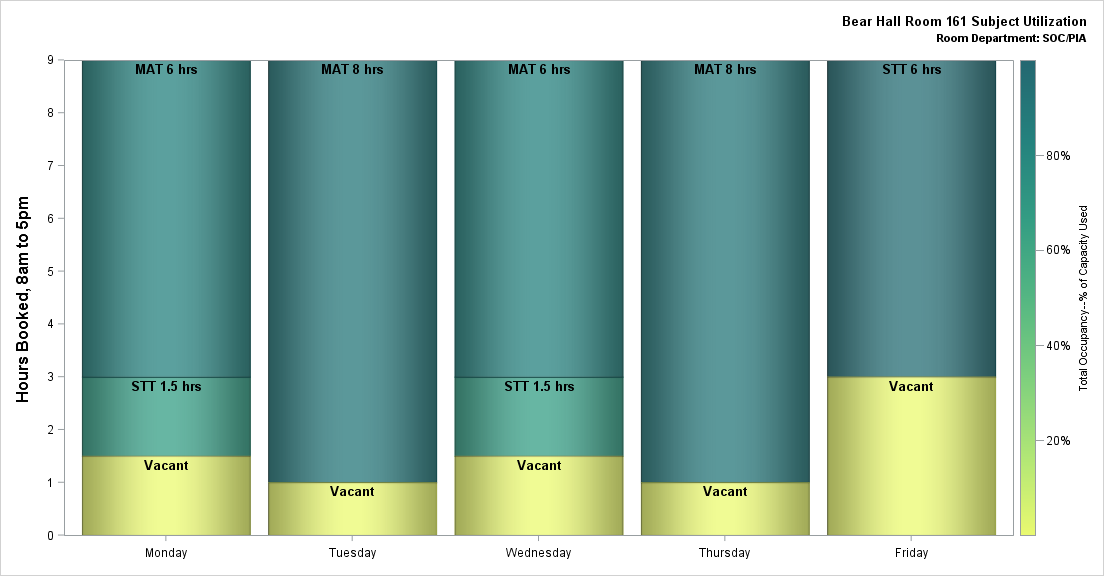 Bear Hall Room 161 Subject Utilization
Room Department: SOC/PIA
Hours Booked, 8am to 5pm
9
8
7
6
5
4
3
2
1
0
MAT 6 hrs
STT 1.5 hrs
Vacant
MAT 8 hrs
Vacant
MAT 6 hrs
STT 1.5 hrs
Vacant
MAT 8 hrs
Vacant
STT 6 hrs
Vacant
Monday
Tuesday
Wednesday
Thursday
Friday
80%
60%
40%
20%
Total Occupancy--% of Capacity Used